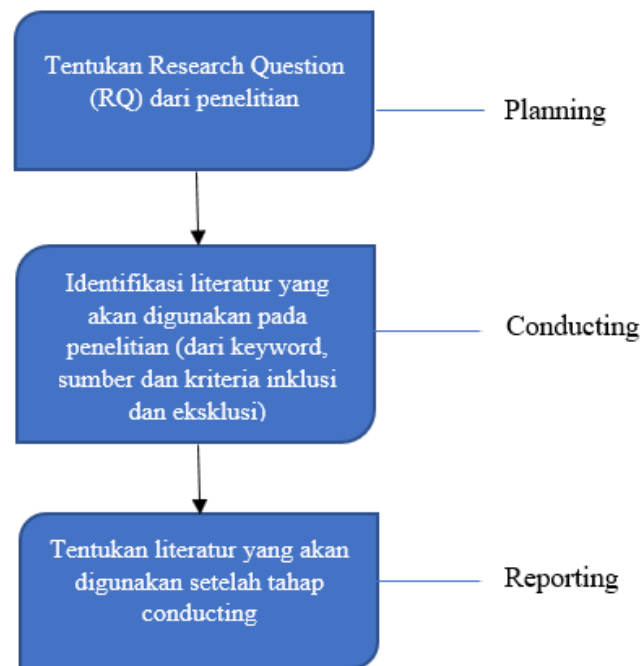 Tentukan Research Question
(RQ) dari penelitian
Planning
Identifikasi literatur yang
akan digunakan pada
penelitian (dari keyword,
sumber dan kriteria inklusi
dan eksklusi)
Conducting
Tentukan literatur yang akan
digunakan setelah tahap
conducting
Reporting